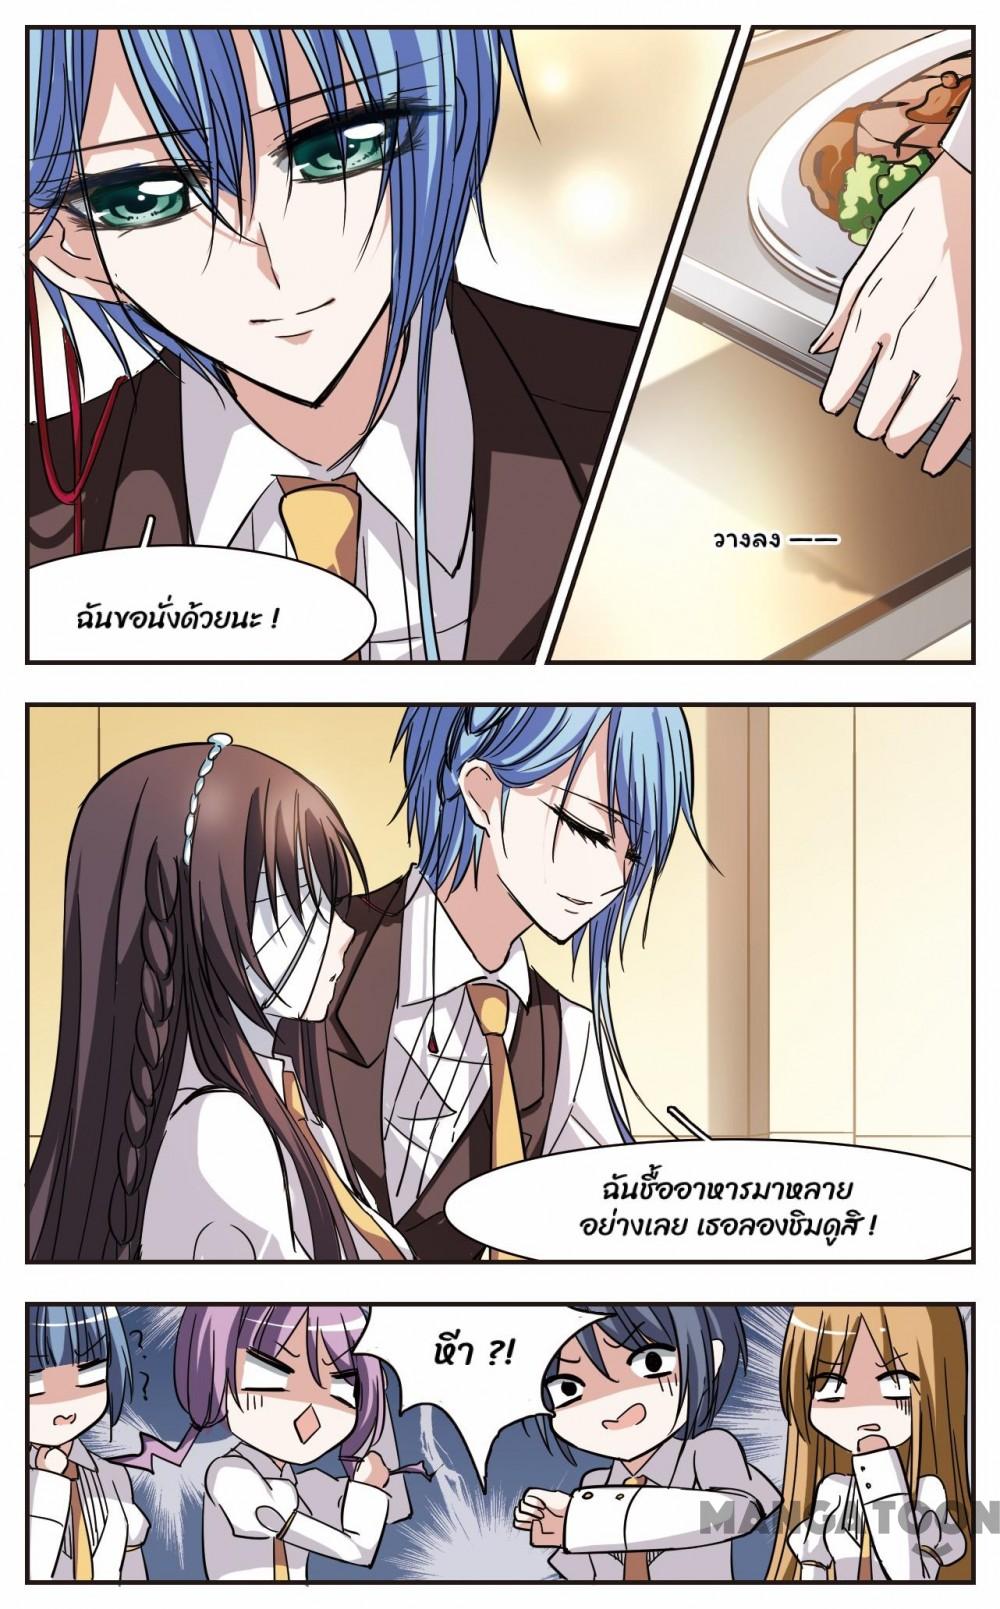 ฉันขอนั่งด้วยนะ !
วางลง ——
ฉันซื้ออาหารมาหลาย
อย่างเลย เธอลองชิมดูสิ !
?
?
หืา ?!
MANGATOON